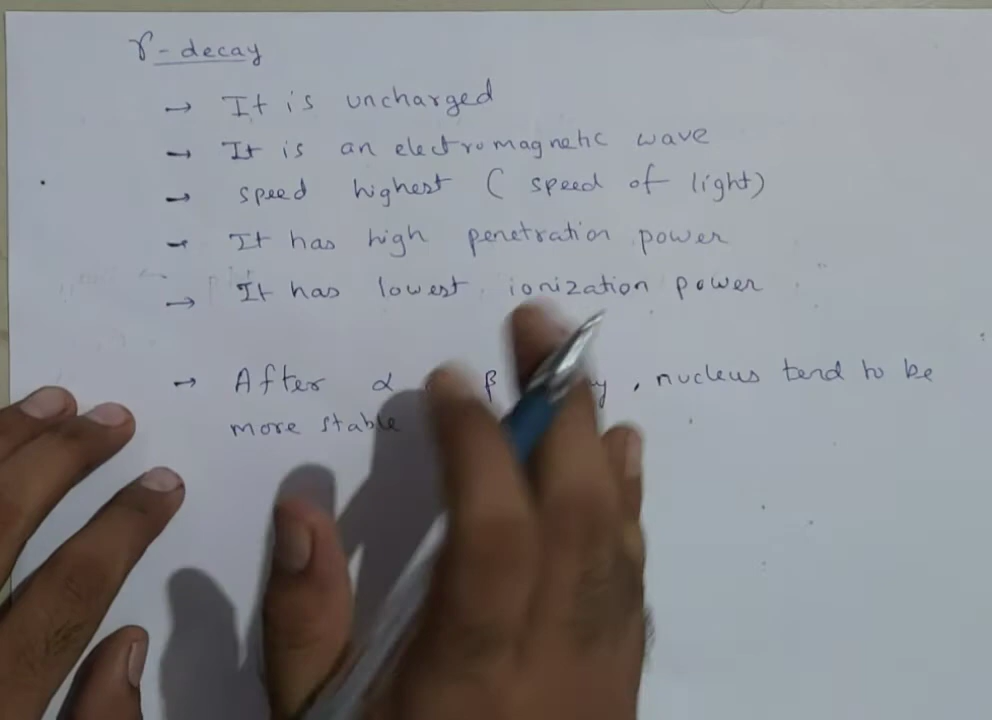 γ-decay
→ It is uncharged
→ It is an electromagnetic wave
→ speed highest ( speed of light)
→ It has high penetration power
→ It has lowest ionization power
→ After α β , nucleus tend to be
more stable